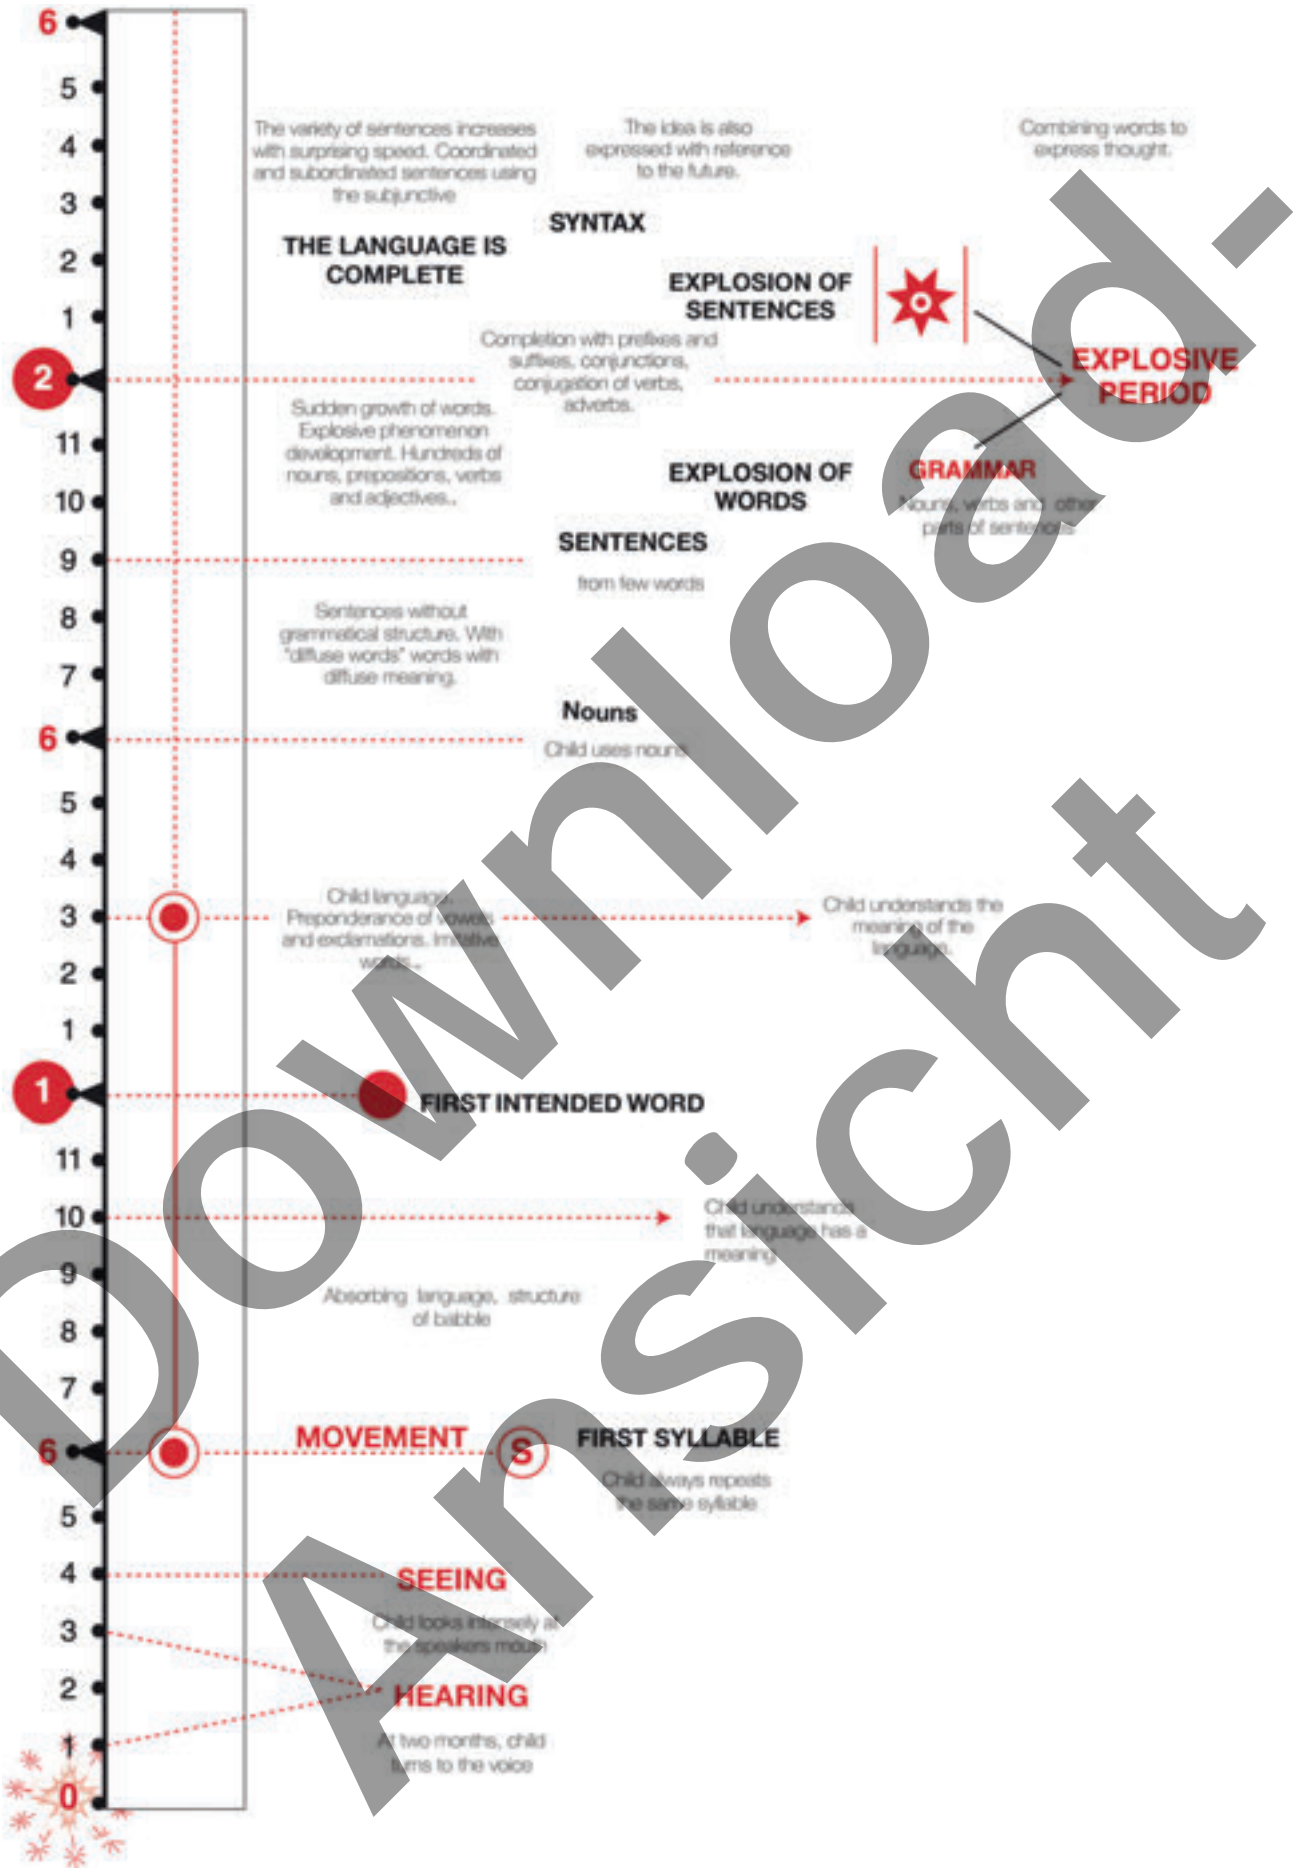 6
5
4
3
2
1
2
11
10
9
8
7
6
5
4
3
2
1
1
11
10
9
8
7
6
5
4
3
2
1
0
The variety of sentences increases
with surprising speed. Coordinated
and subordinated sentences using
the subjunctive
The idea is also
expressed with reference
to the future.
Combining words to
express thought.
SYNTAX
THE LANGUAGE IS
COMPLETE
EXPLOSION OF
SENTENCES
Completion with prefixes and
suffixes, conjunctions,
conjugation of verbs,
adverbs.
EXPLOSIVE
PERIOD
Sudden growth of words.
Explosive phenomenon
development. Hundreds of
nouns, prepositions, verbs
and adjectives..
EXPLOSION OF
WORDS
GRAMMAR
Nouns, verbs and other
parts of sentences
SENTENCES
from few words
Sentences without
grammatical structure. With
"diffuse words" words with
diffuse meaning.
Nouns
Child uses nouns
Child language.
Preponderance of vowels
and exclamations. Imitative
words..
Child understands the
meaning of the
language.
FIRST INTENDED WORD
Child understands
that language has a
meaning
Absorbing language, structure
of babble
MOVEMENT
S
FIRST SYLLABLE
Child always repeats
the same syllable
SEEING
Child looks intensely at
the speakers mouth
HEARING
At two months, child
turns to the voice
Download-
Ansicht